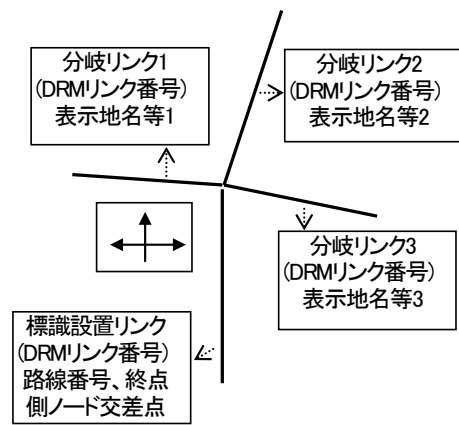 分岐リンク1
(DRMリンク番号)
表示地名等1
分岐リンク2
(DRMリンク番号)
表示地名等2
分岐リンク3
(DRMリンク番号)
表示地名等3
標識設置リンク
(DRMリンク番号)
路線番号、終点
側ノード交差点